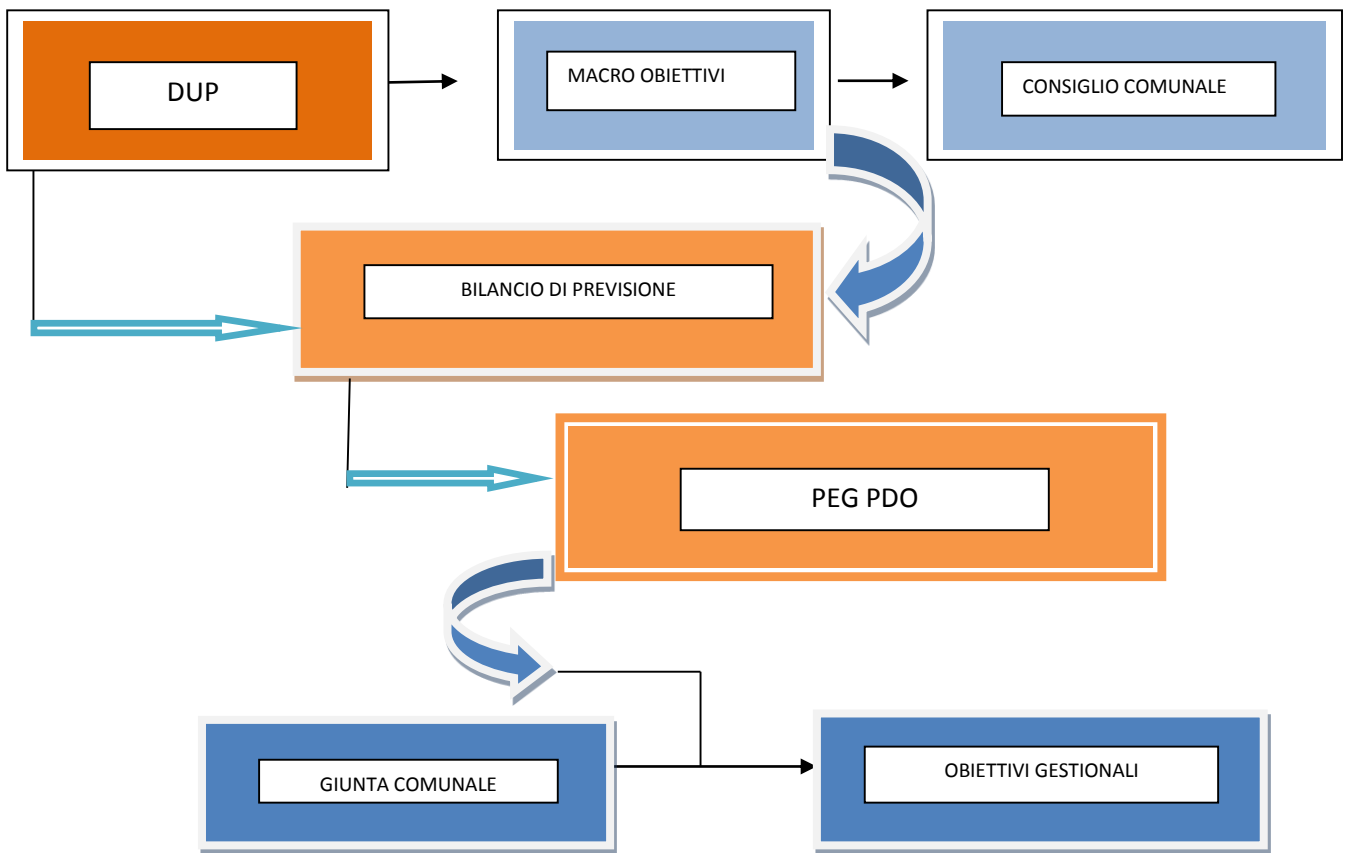 DUP
MACRO OBIETTIVI
CONSIGLIO COMUNALE
BILANCIO DI PREVISIONE
PEG PDO
GIUNTA COMUNALE
OBIETTIVI GESTIONALI